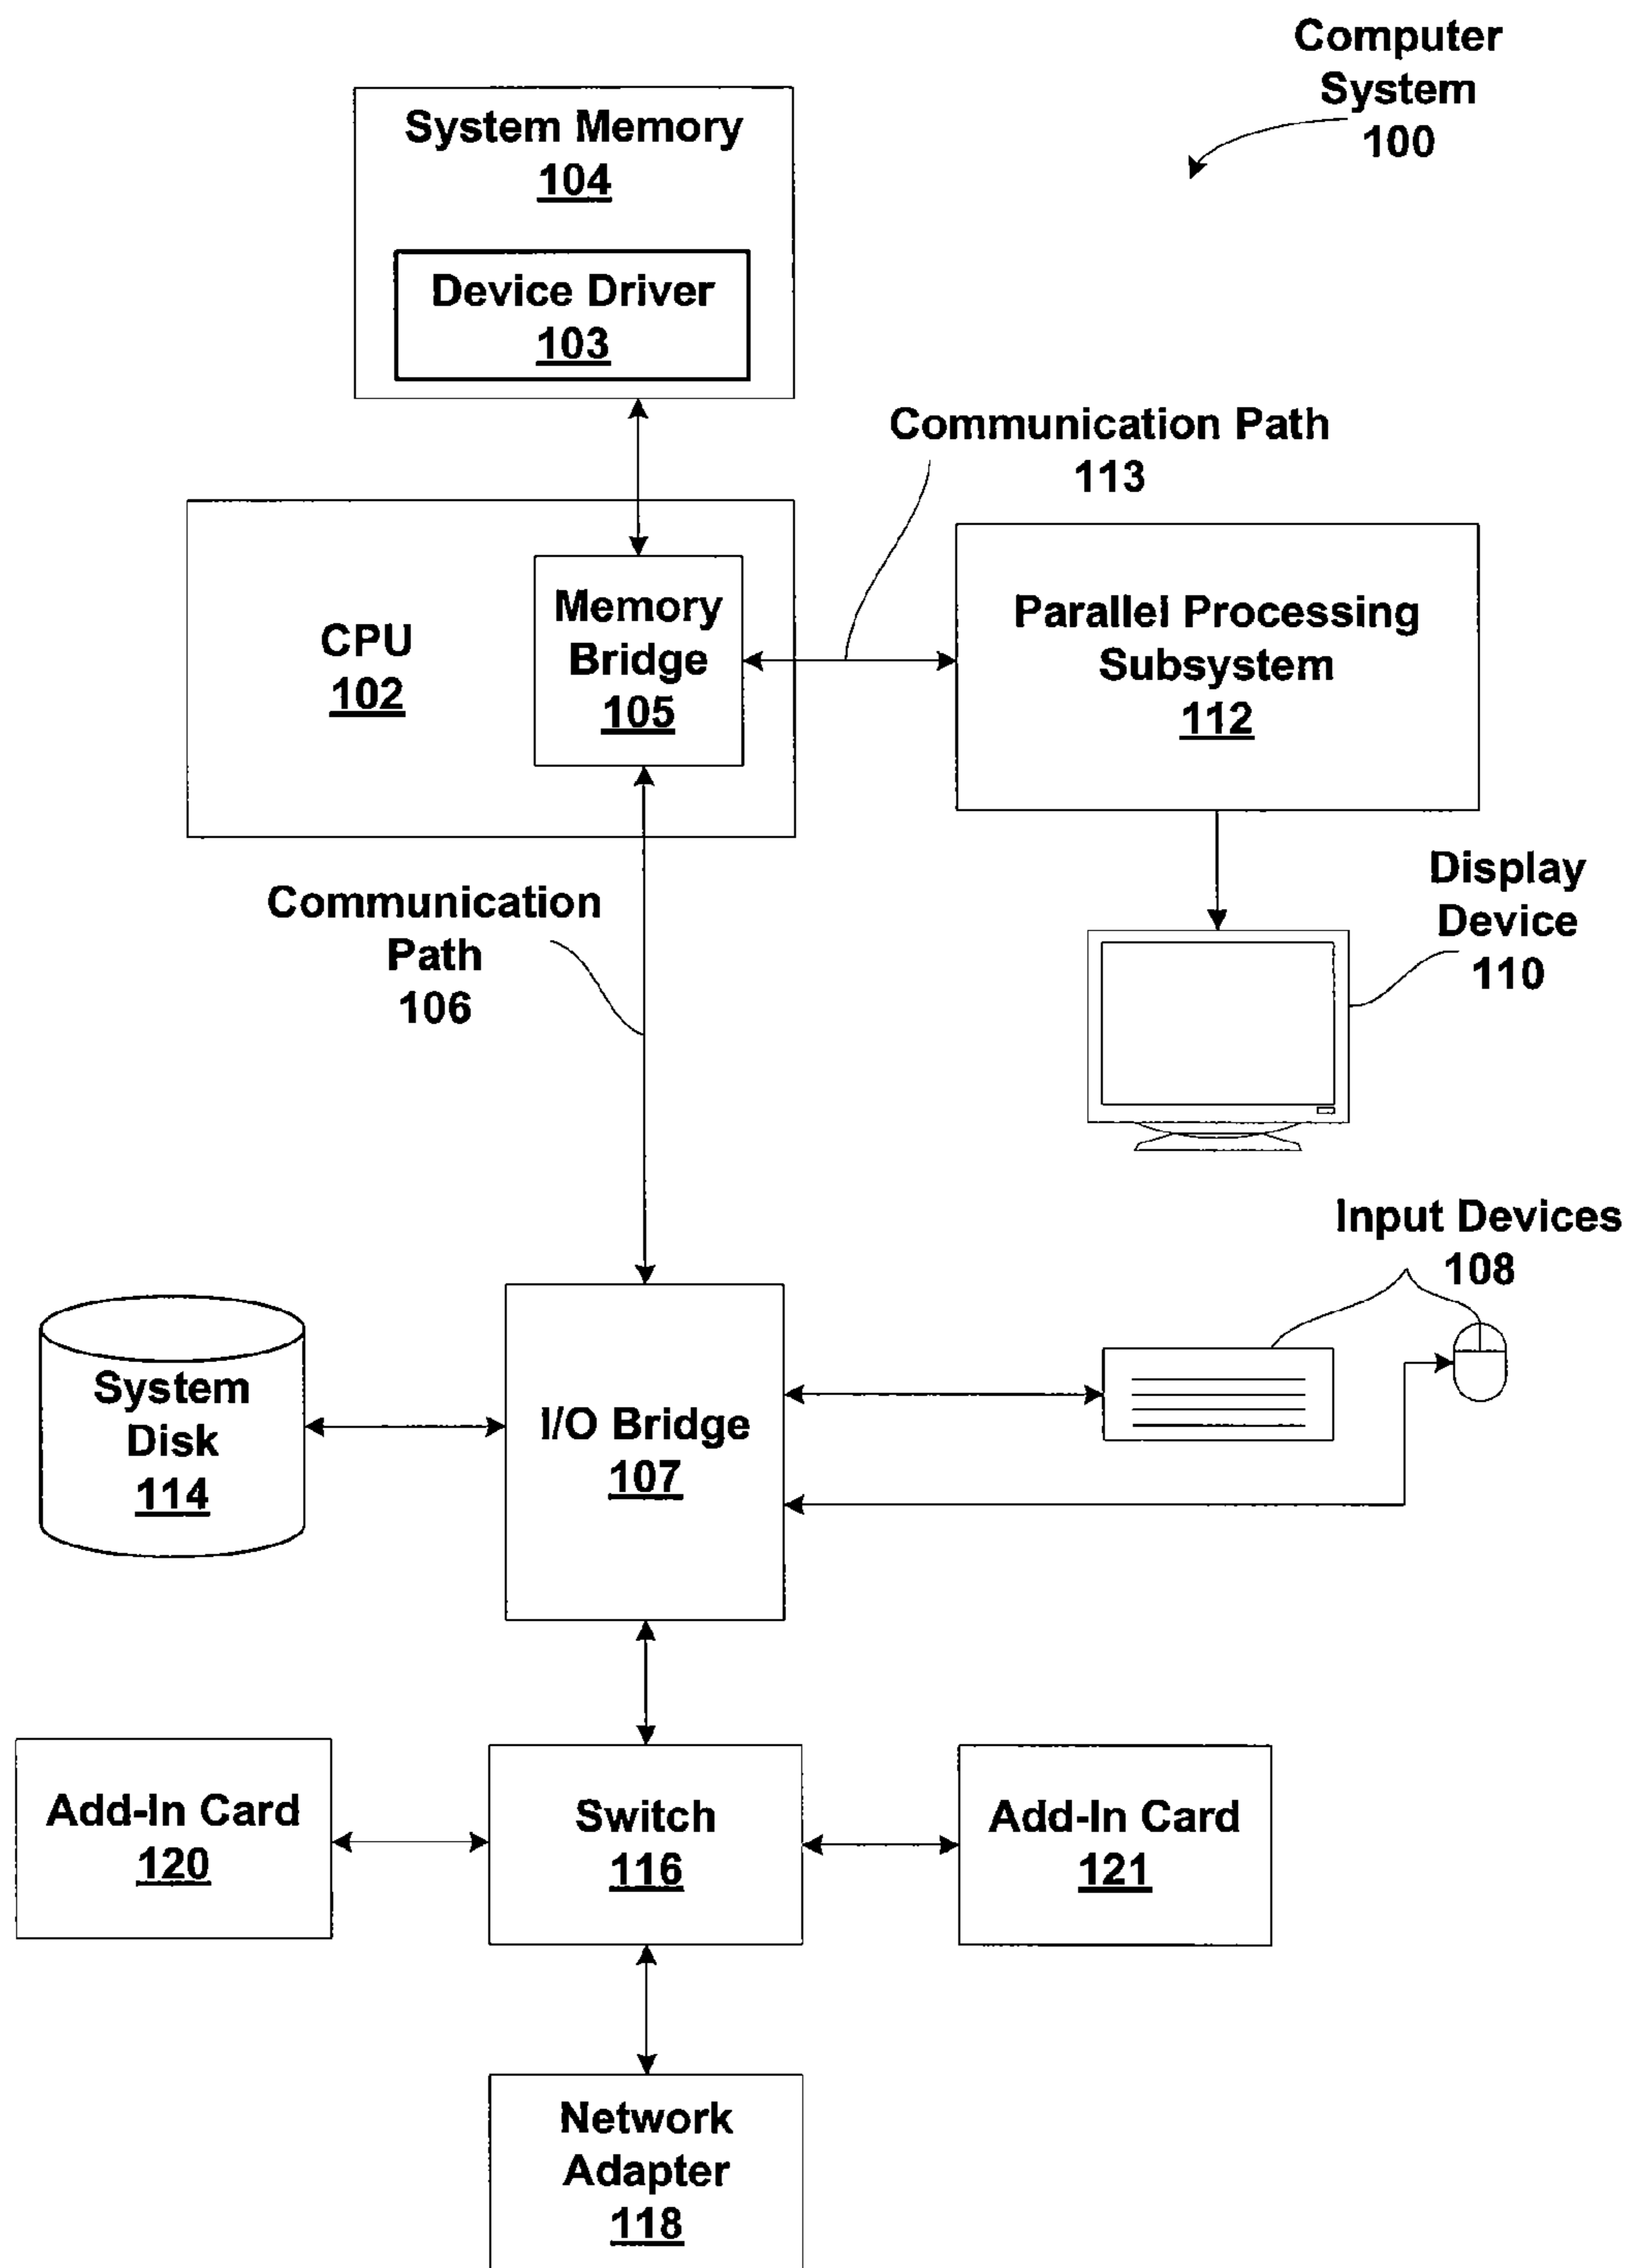 Computer
System
100
System Memory
104
Device Driver
103
Communication Path
113
CPU
102
Memory
Bridge
105
Parallel Processing
Subsystem
112
Communication
Path
106
Display
Device
110
Input Devices
108
System
Disk
114
I/O Bridge
107
Add-In Card
120
Switch
116
Add-In Card
121
Network
Adapter
118